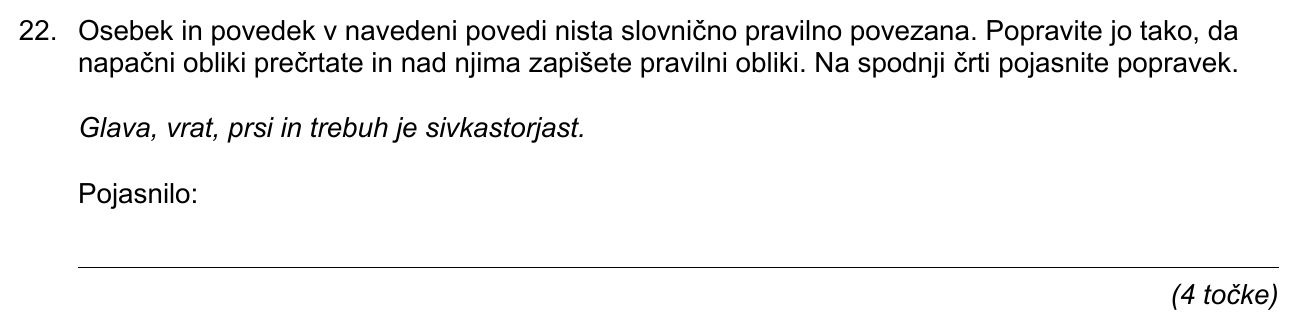 22. Osebek in povedek v navedeni povedi nista slovnično pravilno povezana. Popravite jo tako, da
napačni obliki prečrtate in nad njima zapišete pravilni obliki. Na spodnji črti pojasnite popravek.
Glava, vrat, prsi in trebuh je sivkastorjast.
Pojasnilo:
(4 točke)